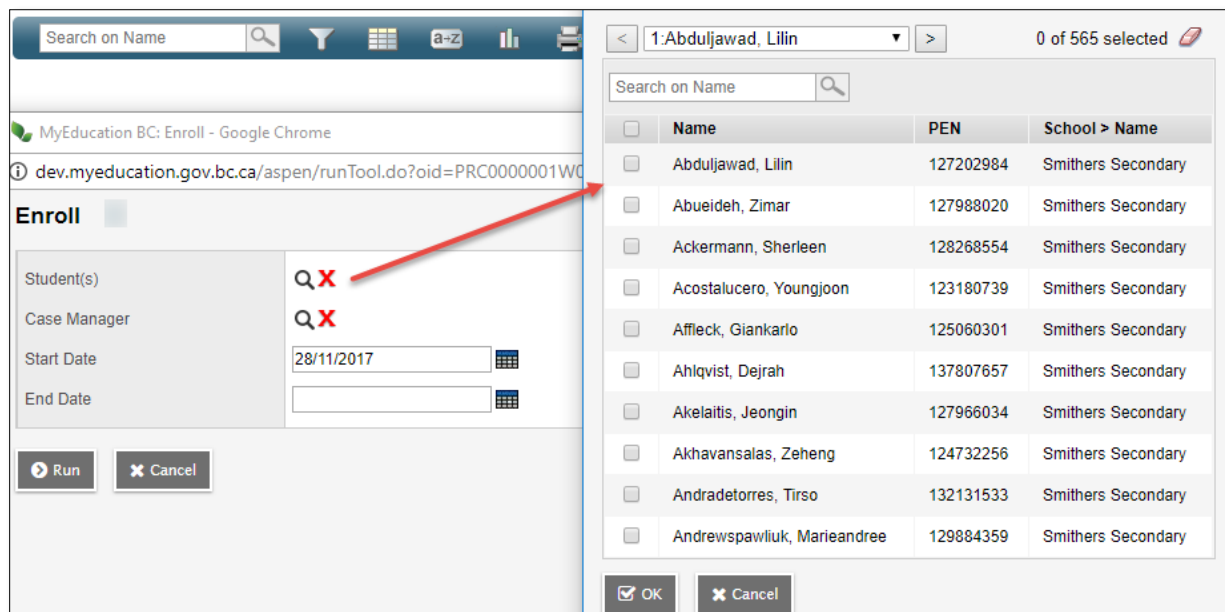 Search on Name
a÷Z
MyEducation BC: Enroll - Google Chrome
dev.myeducation.gov.bc.ca/aspen/runTool.do?oid=PRC0000001W0
Enroll
Student(s)
Case Manager
Start Date 28/11/2017
End Date
Run Cancel
< 1:Abduljawad, Lilin > 0 of 565 selected
Search on Name
Name PEN School > Name
Abduljawad, Lilin 127202984 Smithers Secondary
Abueideh, Zimar 127988020 Smithers Secondary
Ackermann, Sherleen 128268554 Smithers Secondary
Acostalucero, Youngjoon 123180739 Smithers Secondary
Affleck, Giankarlo 125060301 Smithers Secondary
Ahlqvist, Dejrah 137807657 Smithers Secondary
Akelaitis, Jeongin 127966034 Smithers Secondary
Akhavansalas, Zeheng 124732256 Smithers Secondary
Andradetorres, Tirso 132131533 Smithers Secondary
Andrewspawliuk, Marieandree 129884359 Smithers Secondary
OK Cancel